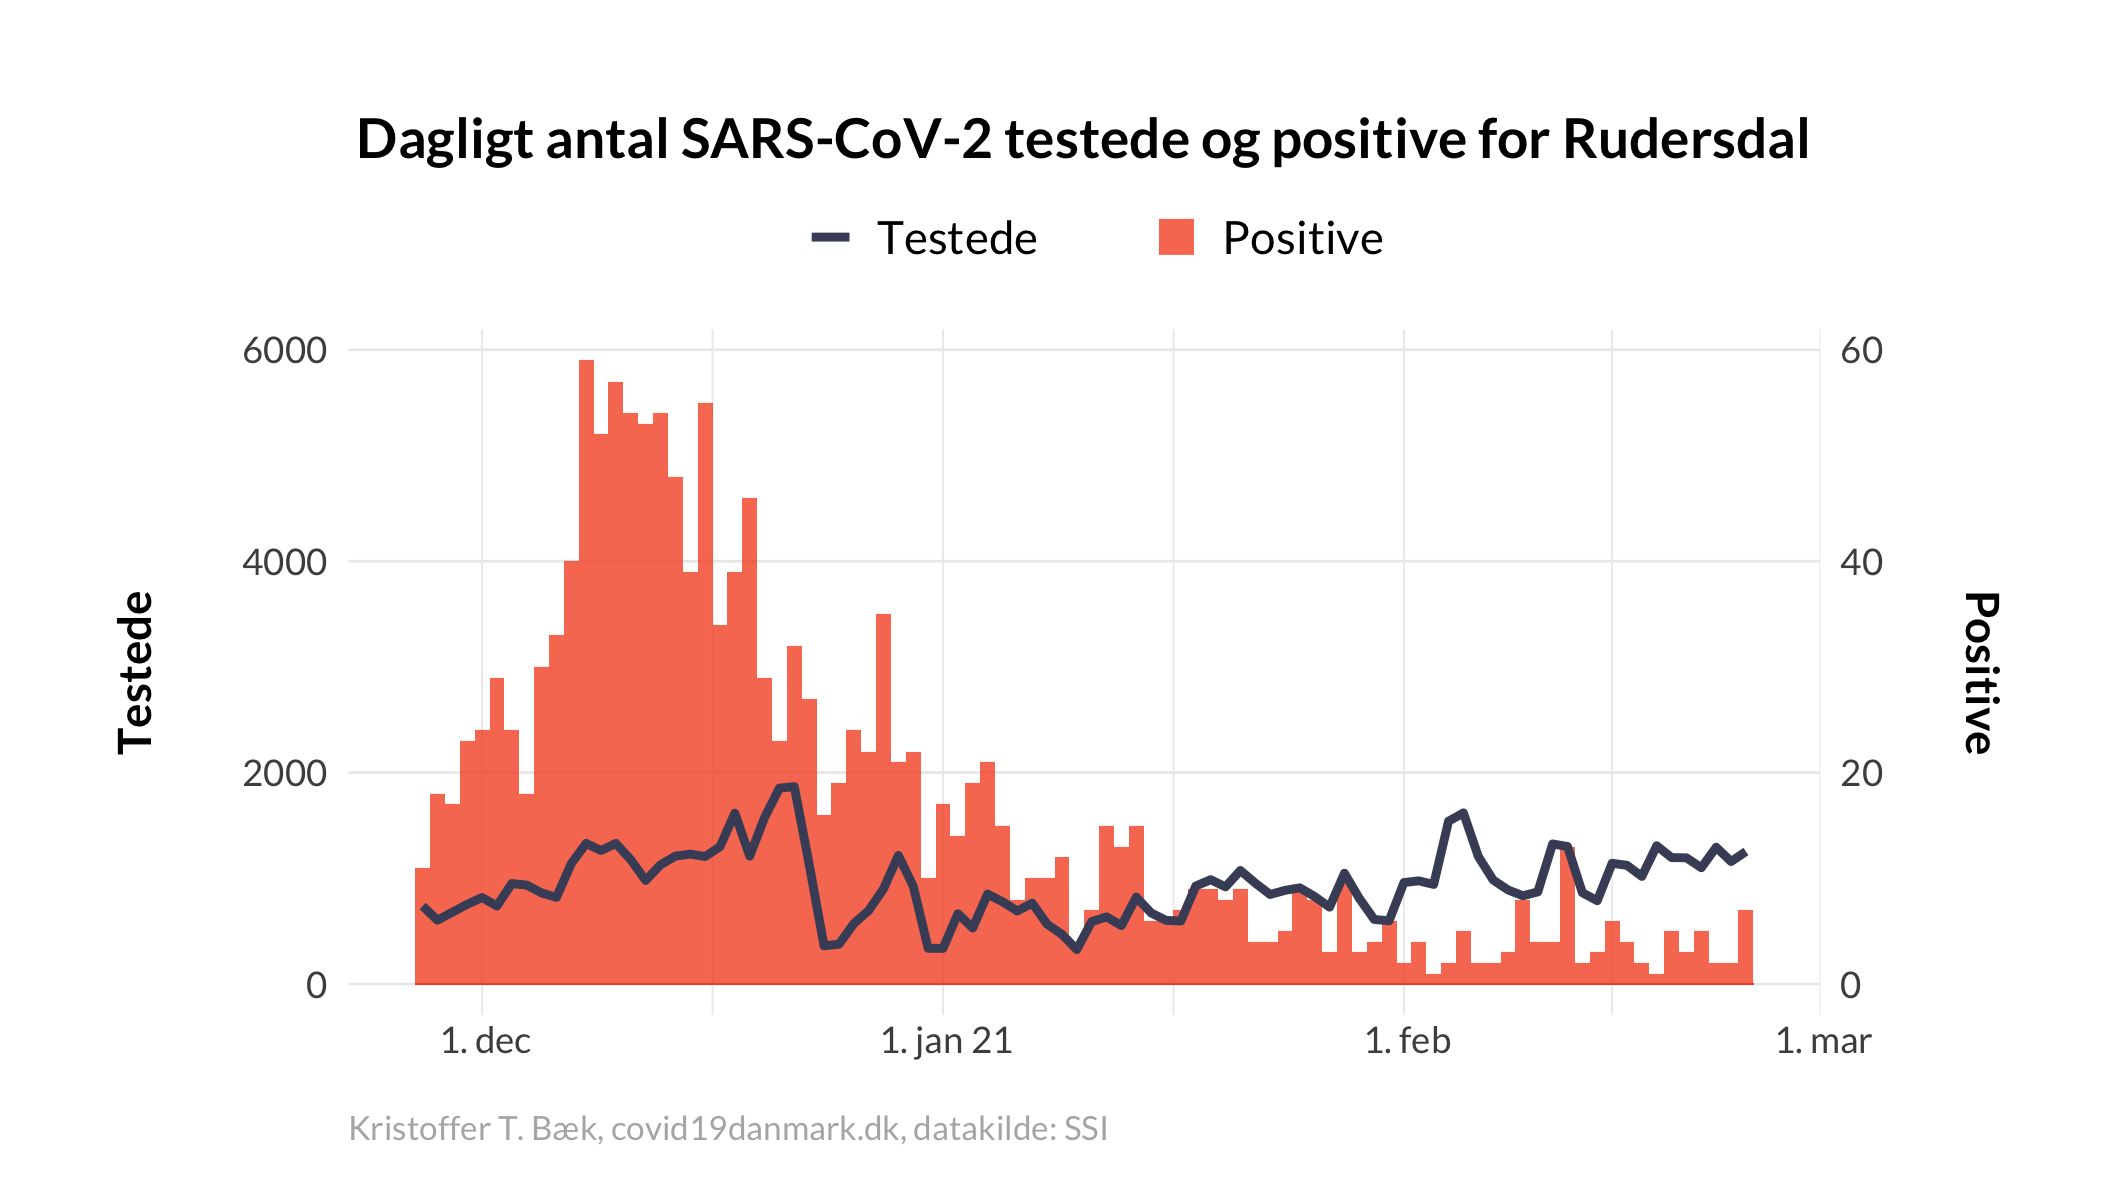 Dagligt antal SARS-CoV-2 testede og positive for Rudersdal
Testede
Positive
6000
4000
2000
0
60
40
20
0
Testede
Positive
1. dec
1. jan 21
1. feb
1. mar
Kristoffer T. Bæk, covid19danmark.dk, datakilde: SSI